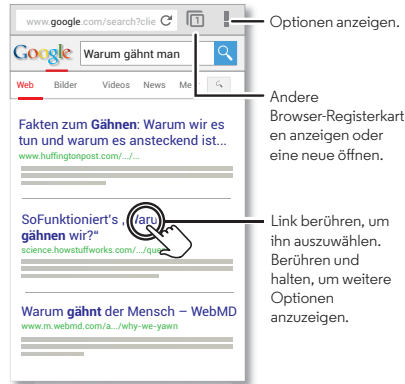 www.google.com/search?clie
1
Optionen anzeigen.
Google
Warum gähnt man
Web Bilder Videos News Me
Andere
Browser-Registerkart
en anzeigen oder
eine neue öffnen.
Fakten zum Gähnen: Warum wir es
tun und warum es ansteckend ist...
www.huffingtonpost.com/.../...
SoFunktioniert's , Waru
gähnen wir?“
science.howstuffworks.com/.../que
Link berühren, um
ihn auszuwählen.
Berühren und
halten, um weitere
Optionen
anzuzeigen.
Warum gähnt der Mensch – WebMD
www.m.webmd.com/a.../why-we-yawn